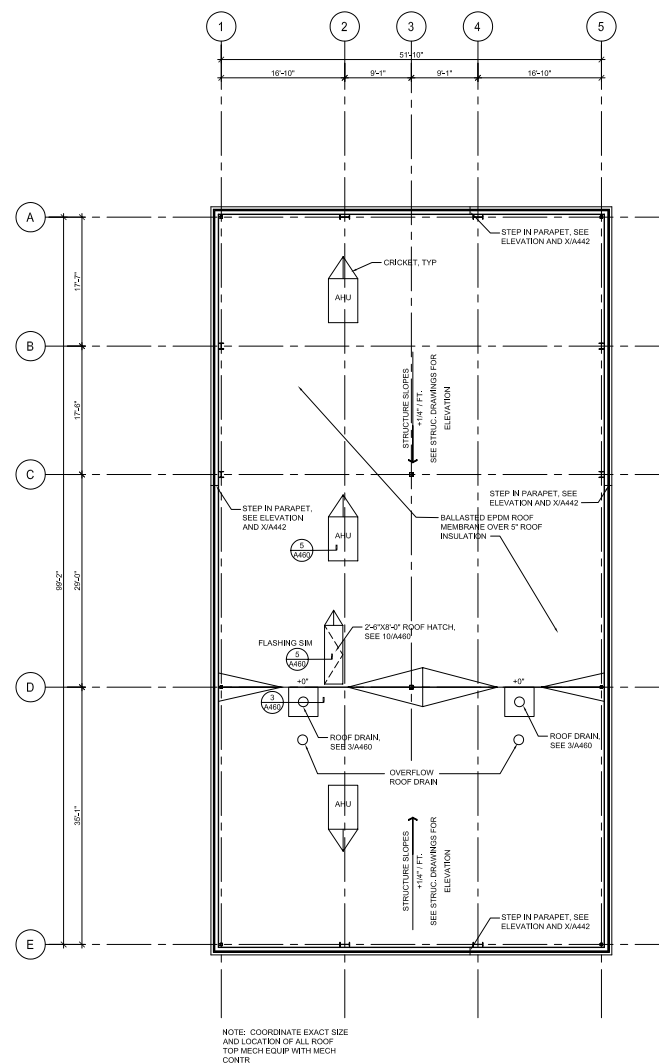 1
2
3
4
5
51'-10"
16'-10"
9'-1"
9'-1"
16'-10"
A
STEP IN PARAPET, SEE
ELEVATION AND X/A442
CRICKET, TYP
17'-7"
AHU
B
STRUCTURE SLOPES
+1/4" / FT.
SEE STRUC. DRAWINGS FOR
ELEVATION
17'-6"
C
STEP IN PARAPET,
SEE ELEVATION
AND X/A442
STEP IN PARAPET, SEE
ELEVATION AND X/A442
BALLASTED EPDM ROOF
MEMBRANE OVER 5" ROOF
INSULATION
AHU
5
A460
99'-2"
29'-0"
2'-6"X8'-0" ROOF HATCH,
SEE 10/A460
FLASHING SIM
5
A460
D
+0"
+0"
3
A460
ROOF DRAIN,
SEE 3/A460
ROOF DRAIN,
SEE 3/A460
OVERFLOW
ROOF DRAIN
AHU
35'-1"
STRUCTURE SLOPES
+1/4" / FT.
SEE STRUC. DRAWINGS FOR
ELEVATION
STEP IN PARAPET, SEE
ELEVATION AND X/A442
E
NOTE: COORDINATE EXACT SIZE
AND LOCATION OF ALL ROOF
TOP MECH EQUIP WITH MECH
CONTR